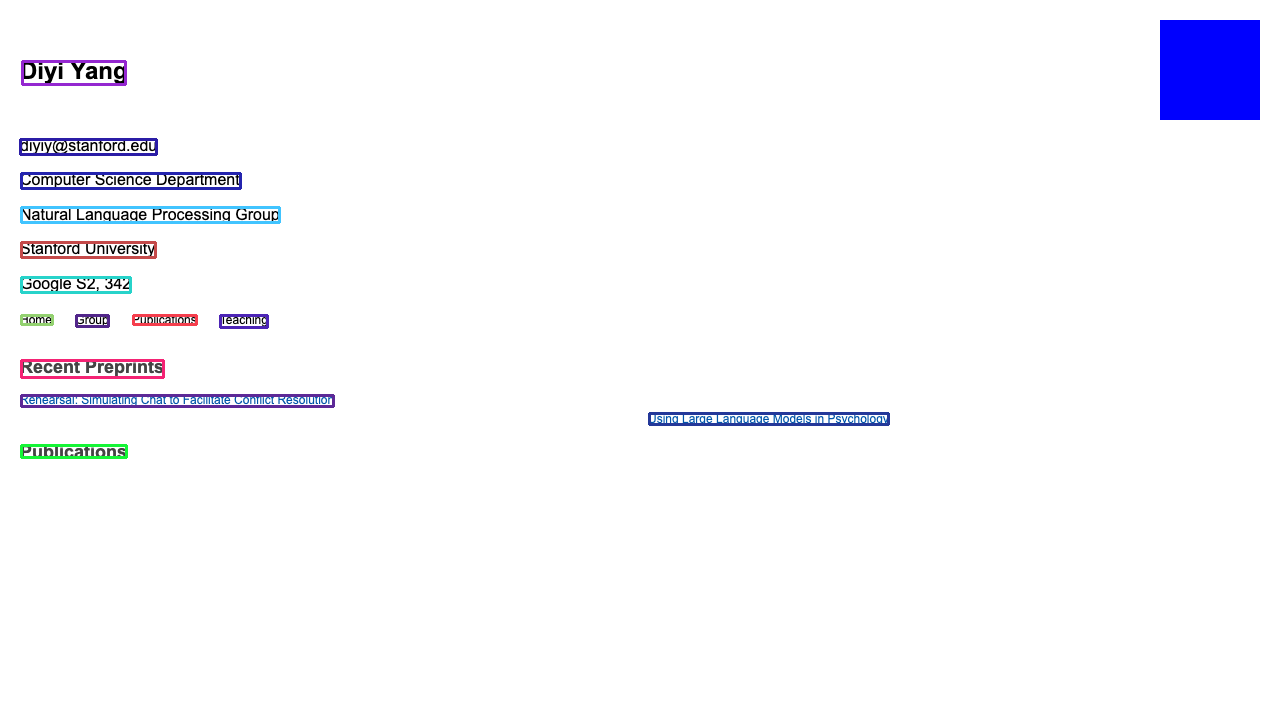 Diyi Yang
diyiy@stanford.edu
Computer Science Department
Natural Language Processing Group
Stanford University
Google S2, 342
Home Group Publications Teaching
Recent Preprints
Rehearsal: Simulating Chat to Facilitate Conflict Resolution
Using Large Language Models in Psychology
Publications